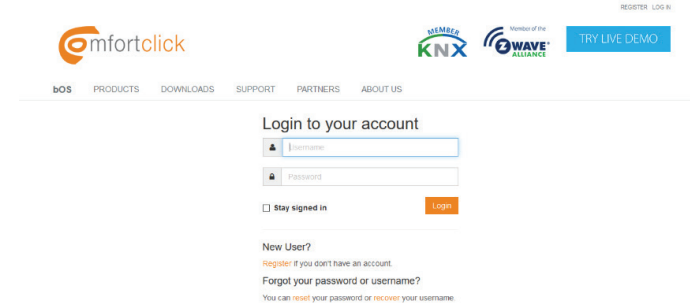 REGISTER LOG IN
comfortclick
MEMBER
KNX
Member of the
Z WAVE
ALLIANCE
TRY LIVE DEMO
bOS PRODUCTS DOWNLOADS SUPPORT PARTNERS ABOUT US
Login to your account
Username
Password
Stay signed in
Login
New User?
Register if you don't have an account.
Forgot your password or username?
You can reset your password or recover your username